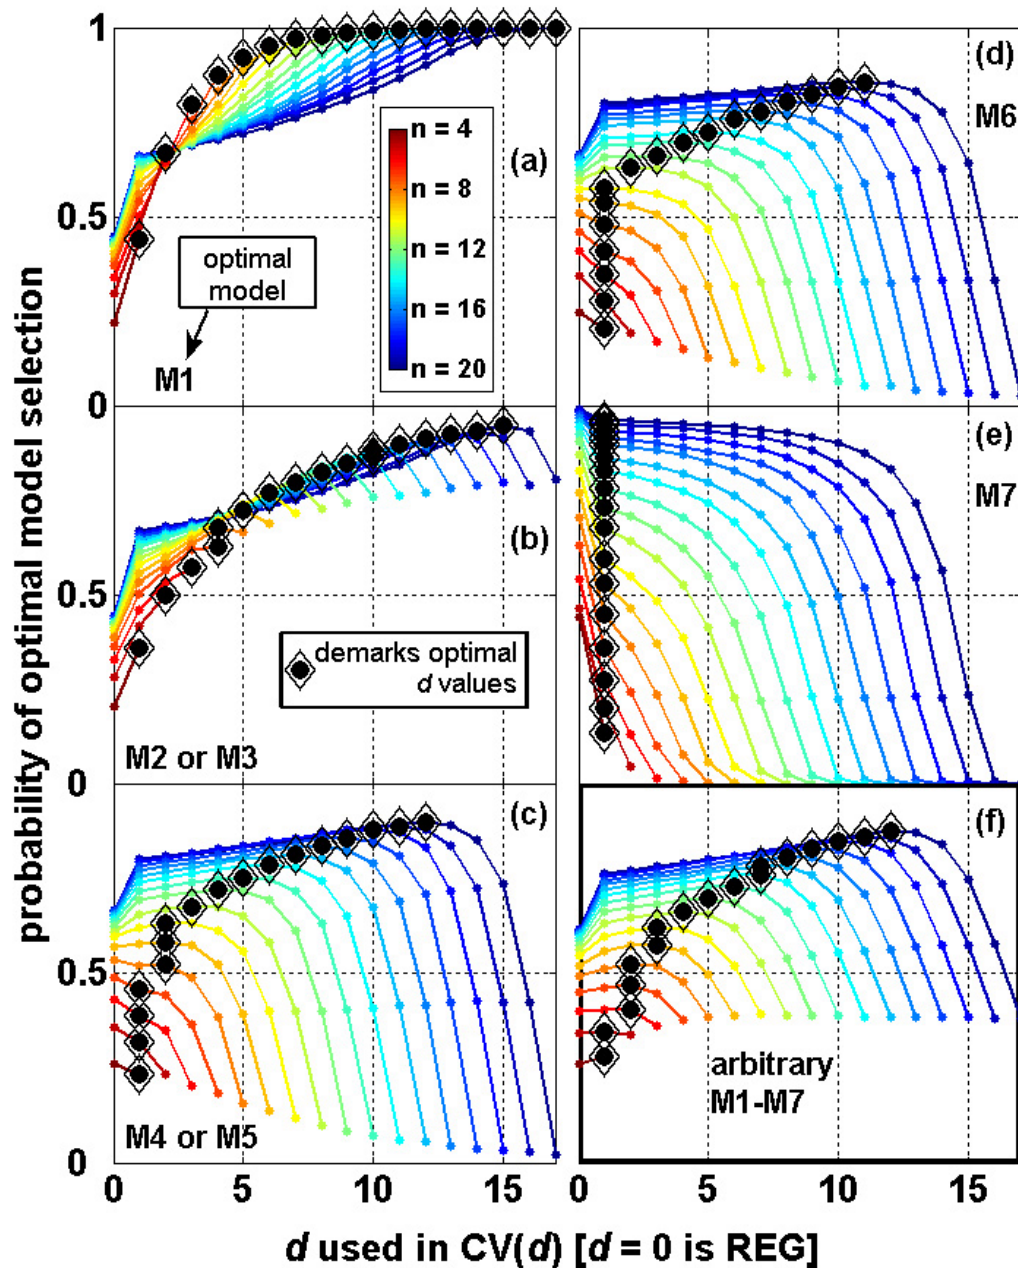 probability of optimal model selection
1
0.5
0
(a)
optimal
model
M1
n = 4
n = 8
n = 12
n = 16
n = 20
(d)
M6
0.5
0
(b)
demarks optimal
d values
M2 or M3
(e)
M7
0.5
0
(c)
M4 or M5
0
5
10
15
(f)
arbitrary
M1-M7
0
5
10
15
d used in CV(d) [d = 0 is REG]